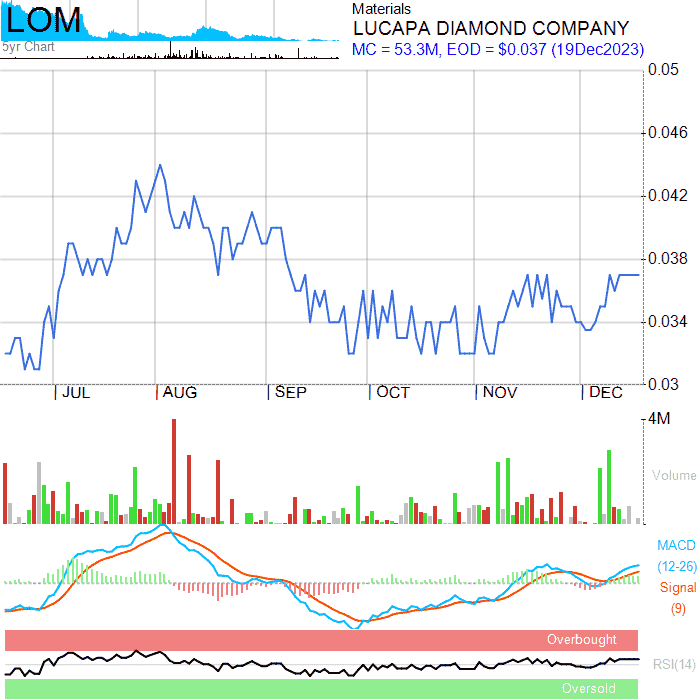 LOM
5yr Chart
Materials
LUCAPA DIAMOND COMPANY
MC = 53.3M, EOD = $0.037 (19Dec2023)
0.05
0.046
0.042
0.038
0.034
0.03
JUL
AUG
SEP
OCT
NOV
DEC
4M
Volume
MACD
(12-26)
Signal
(9)
Overbought
RSI(14)
Oversold